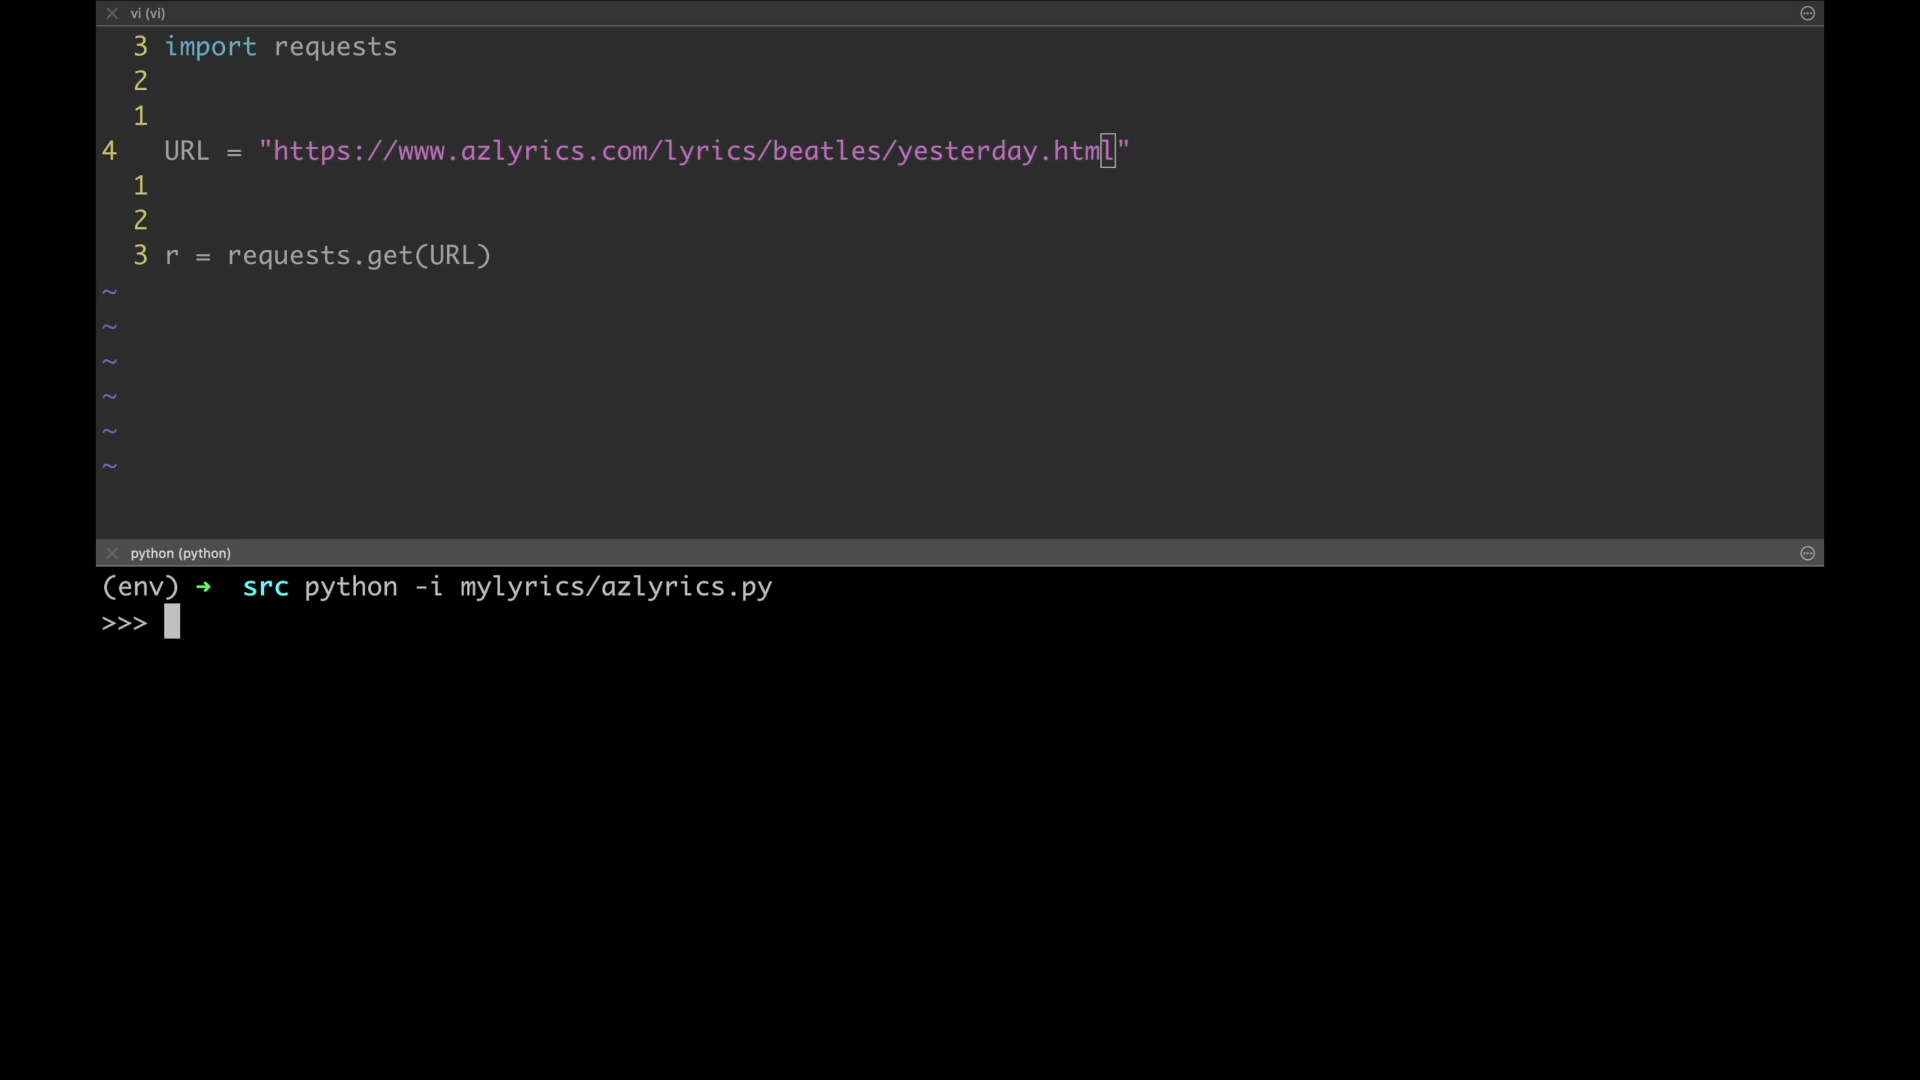 vi (vi)
3 import requests
2
1
4 URL = "https://www.azlyrics.com/lyrics/beatles/yesterday.html"
1
2
3 r = requests.get(URL)
~
~
~
~
~
~
python (python)
(env) ➜ src python -i mylyrics/azlyrics.py
>>>